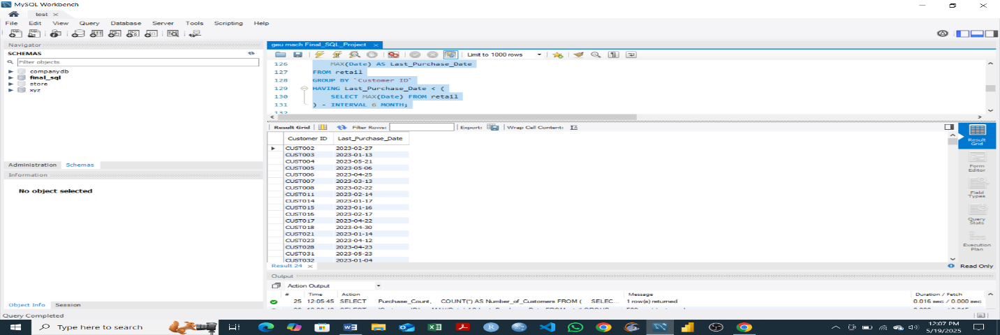 MySQL Workbench
test
File Edit View Query Database Server Tools Scripting Help
Navigator
SCHEMAS
Filter objects
companydb
final_sql
store
xyz
Administration Schemas
Information
No object selected
Object Info Session
Query Completed
geu mach Final_SQL_Project
Limit to 1000 rows
126 MAX(Date) AS Last_Purchase_Date
127 FROM retail
128 GROUP BY `Customer ID`
129 HAVING Last_Purchase_Date < (
130 SELECT MAX(Date) FROM retail
131 ) - INTERVAL 6 MONTH;
132
Result Grid Filter Rows: Export: Wrap Cell Content:
Customer ID Last_Purchase_Date
CUST002 2023-02-27
CUST003 2023-01-13
CUST004 2023-05-21
CUST005 2023-05-06
CUST006 2023-04-25
CUST007 2023-03-13
CUST008 2023-02-22
CUST011 2023-02-14
CUST014 2023-01-17
CUST015 2023-01-16
CUST016 2023-02-17
CUST017 2023-04-22
CUST018 2023-04-30
CUST021 2023-01-14
CUST023 2023-04-12
CUST028 2023-04-23
CUST031 2023-05-23
CUST032 2023-01-04
Result Grid
Form Editor
Field Types
Query Stats
Execution Plan
Result 24
Read Only
Output
Action Output
# Time Action Message Duration / Fetch
25 12:05:45 SELECT Purchase_Count, COUNT(*) AS Number_of_Customers FROM ( SELEC... 1 row(s) returned 0.016 sec / 0.000 sec
Type here to search
12:07 PM
5/19/2025